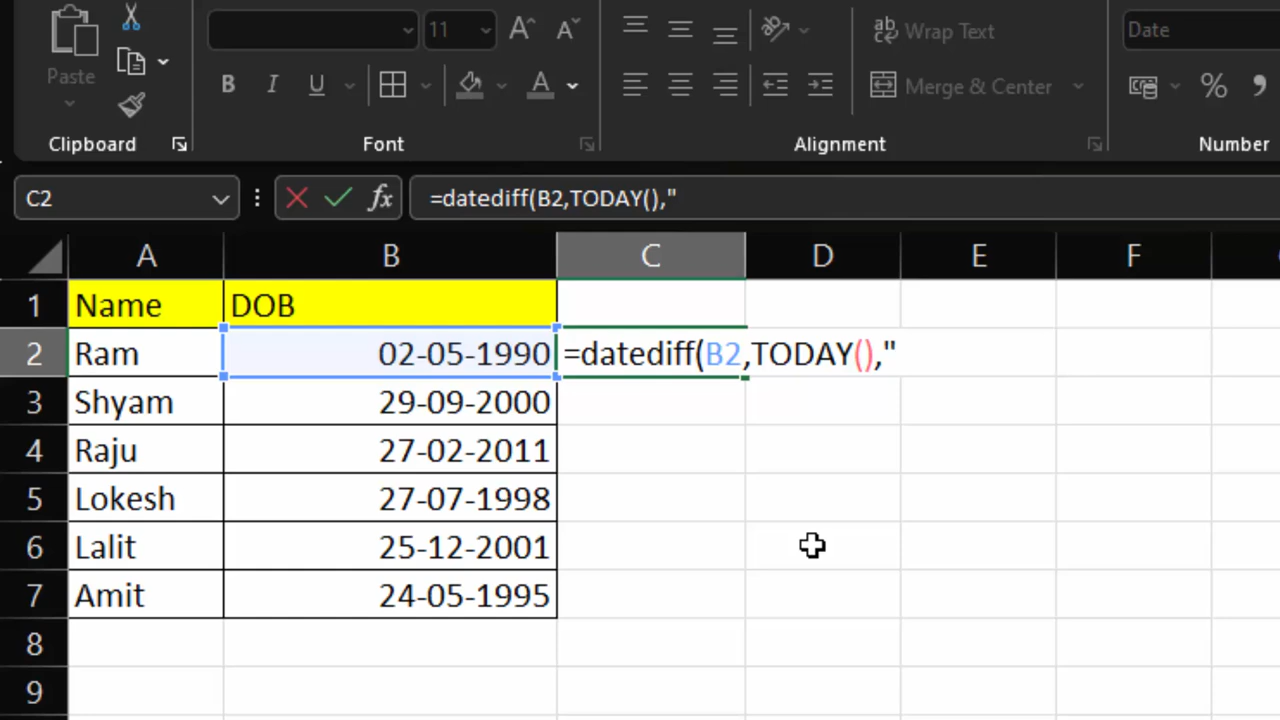 11 A^ A˅ ab c Wrap Text Date
Paste B I U A Merge & Center % 9
Clipboard Font Alignment Number
C2 fx =datediff(B2,TODAY(),"
A B C D E F
1 Name DOB
2 Ram 02-05-1990 =datediff(B2,TODAY(),"
3 Shyam 29-09-2000
4 Raju 27-02-2011
5 Lokesh 27-07-1998
6 Lalit 25-12-2001
7 Amit 24-05-1995
8
9